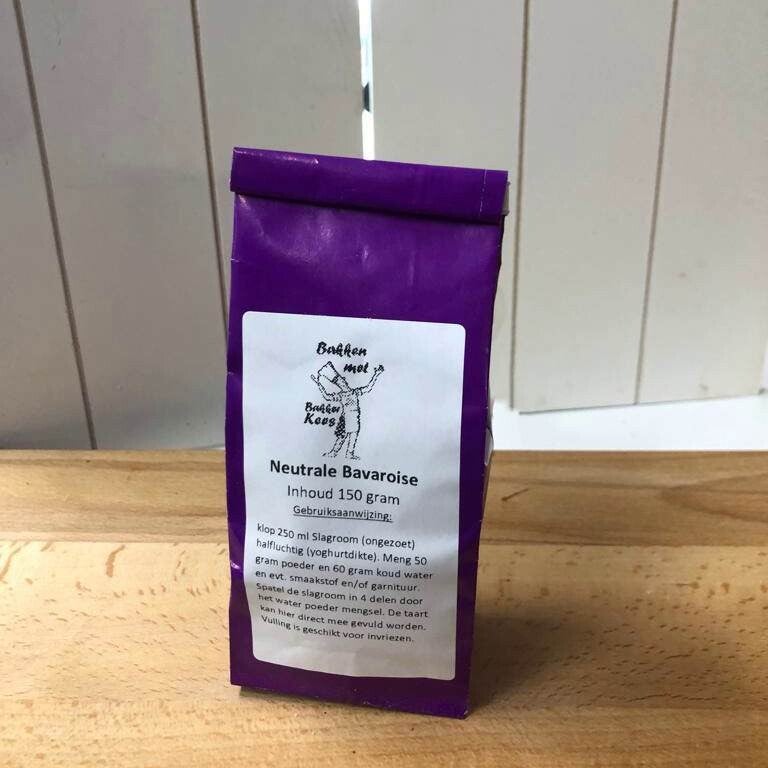 Bakken
met
Bakker
Kees
Neutrale Bavaroise
Inhoud 150 gram
Gebruiksaanwijzing:
klop 250 ml Slagroom (ongezoet)
halfluchtig (yoghurtdikte). Meng 50
gram poeder en 60 gram koud water
en evt. smaakstof en/of garnituur.
Spatel de slagroom in 4 delen door
het water poeder mengsel. De taart
kan hier direct mee gevuld worden.
Vulling is geschikt voor invriezen.